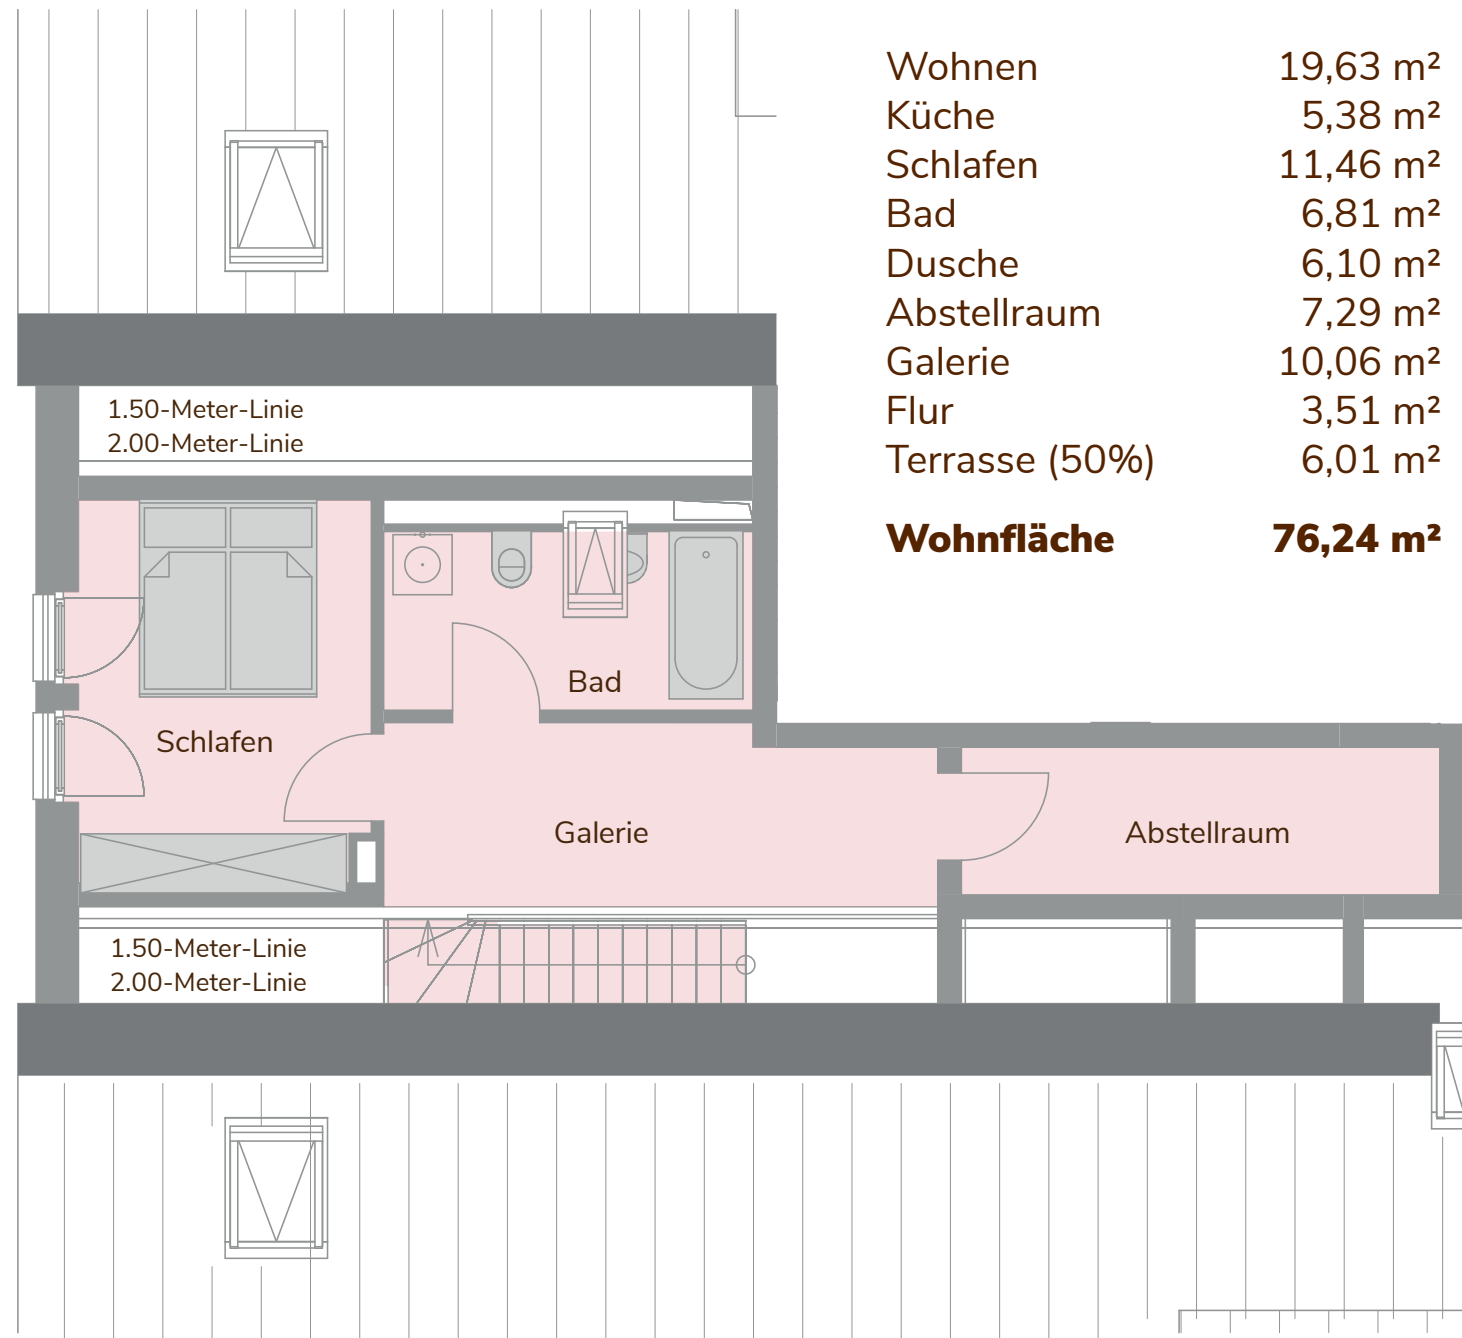 Wohnen 19,63 m²
Küche 5,38 m²
Schlafen 11,46 m²
Bad 6,81 m²
Dusche 6,10 m²
Abstellraum 7,29 m²
Galerie 10,06 m²
Flur 3,51 m²
Terrasse (50%) 6,01 m²
Wohnfläche 76,24 m²
1.50-Meter-Linie
2.00-Meter-Linie
Bad
Schlafen
Galerie
Abstellraum
1.50-Meter-Linie
2.00-Meter-Linie